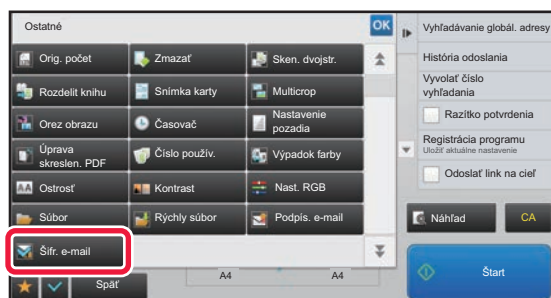 Ostatné
OK
Orig. počet
Zmazať
Sken. dvojstr.
Rozdelit knihu
Snímka karty
Multicrop
Orez obrazu
Časovač
Nastavenie
pozadia
Úprava
skreslen. PDF
Číslo použív.
Výpadok farby
AA Ostrosť
Kontrast
Nast. RGB
Súbor
Rýchly súbor
Podpís. e-mail
Šifr. e-mail
Späť
A4
A4
Vyhľadávanie globál. adresy
História odoslania
Vyvolať číslo
vyhľadania
Razítko potvrdenia
Registrácia programu
Uložiť aktuálne nastavenie
Odoslať link na cieľ
Náhľad
CA
Štart